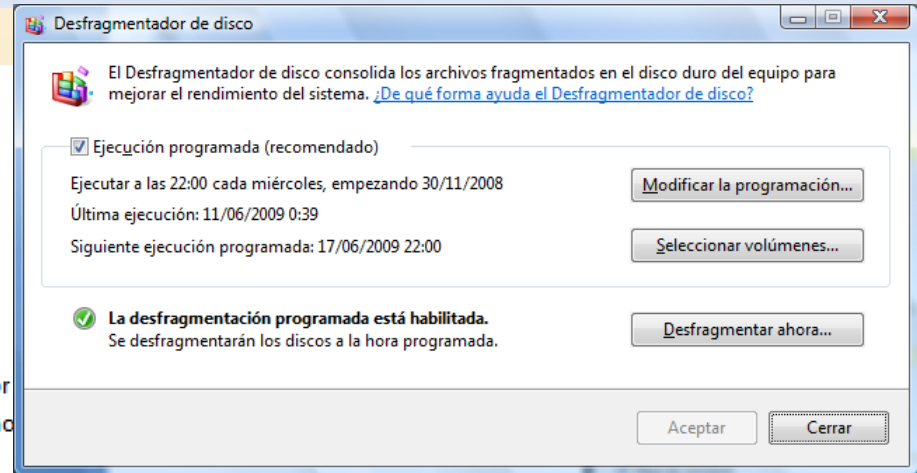 Desfragmentador de disco
El Desfragmentador de disco consolida los archivos fragmentados en el disco duro del equipo para
mejorar el rendimiento del sistema. ¿De qué forma ayuda el Desfragmentador de disco?
Ejecución programada (recomendado)
Ejecutar a las 22:00 cada miércoles, empezando 30/11/2008
Modificar la programación...
Última ejecución: 11/06/2009 0:39
Siguiente ejecución programada: 17/06/2009 22:00
Seleccionar volúmenes...
La desfragmentación programada está habilitada.
Se desfragmentarán los discos a la hora programada.
Desfragmentar ahora...
Aceptar
Cerrar